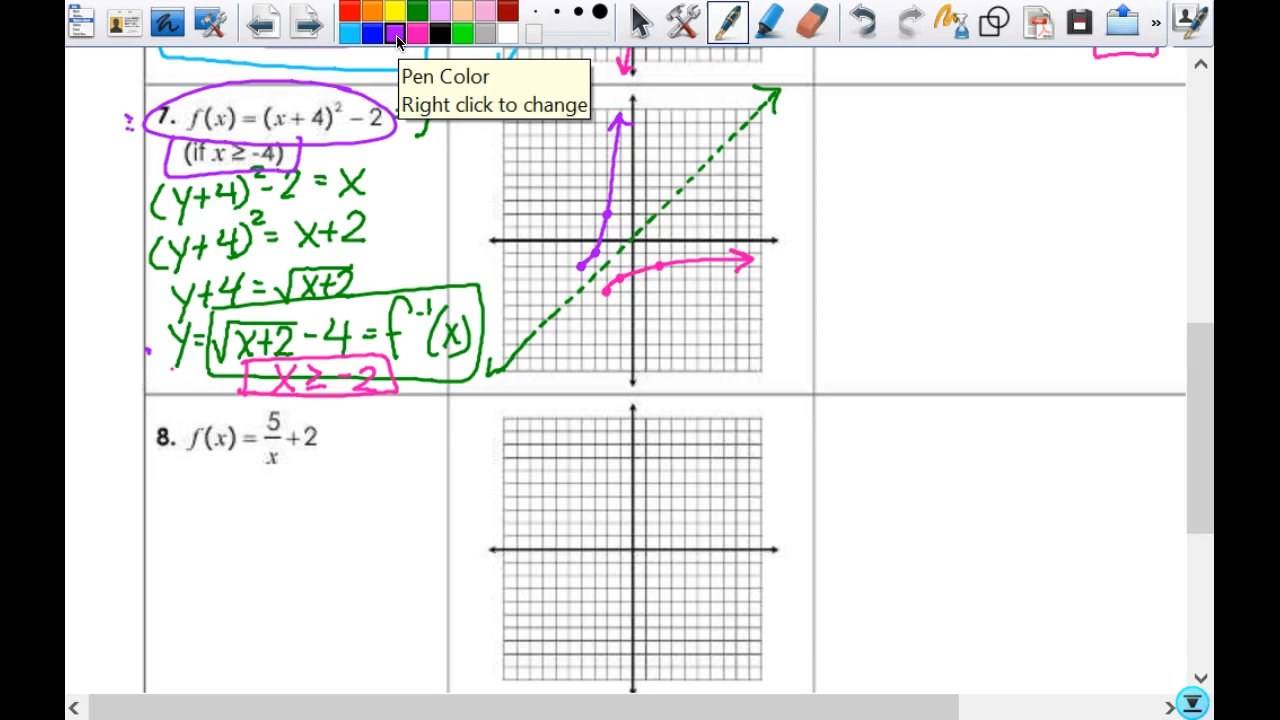 Pen Color
Right click to change
7. f(x) = (x + 4)² − 2
(if x ≥ -4)
(y+4)² - 2 = x
(y+4)² = x+2
y+4 = √x+2
y = √x+2 - 4 = f⁻¹(x)
x ≥ -2
8. f(x) = 5/x + 2